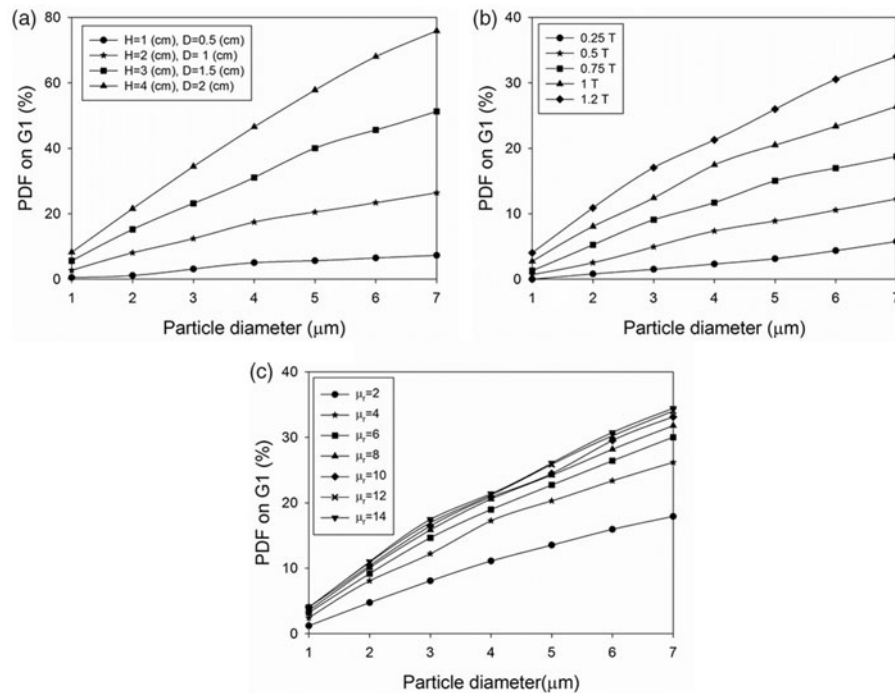 (a)
H=1 (cm), D=0.5 (cm)
H=2 (cm), D= 1 (cm)
H=3 (cm), D=1.5 (cm)
H=4 (cm), D=2 (cm)
80
60
40
20
0
PDF on G1 (%)
1 2 3 4 5 6 7
Particle diameter (μm)
(b)
0.25 T
0.5 T
0.75 T
1 T
1.2 T
40
30
20
10
0
PDF on G1 (%)
1 2 3 4 5 6 7
Particle diameter (μm)
(c)
μr=2
μr=4
μr=6
μr=8
μr=10
μr=12
μr=14
40
30
20
10
0
PDF on G1 (%)
1 2 3 4 5 6 7
Particle diameter(μm)